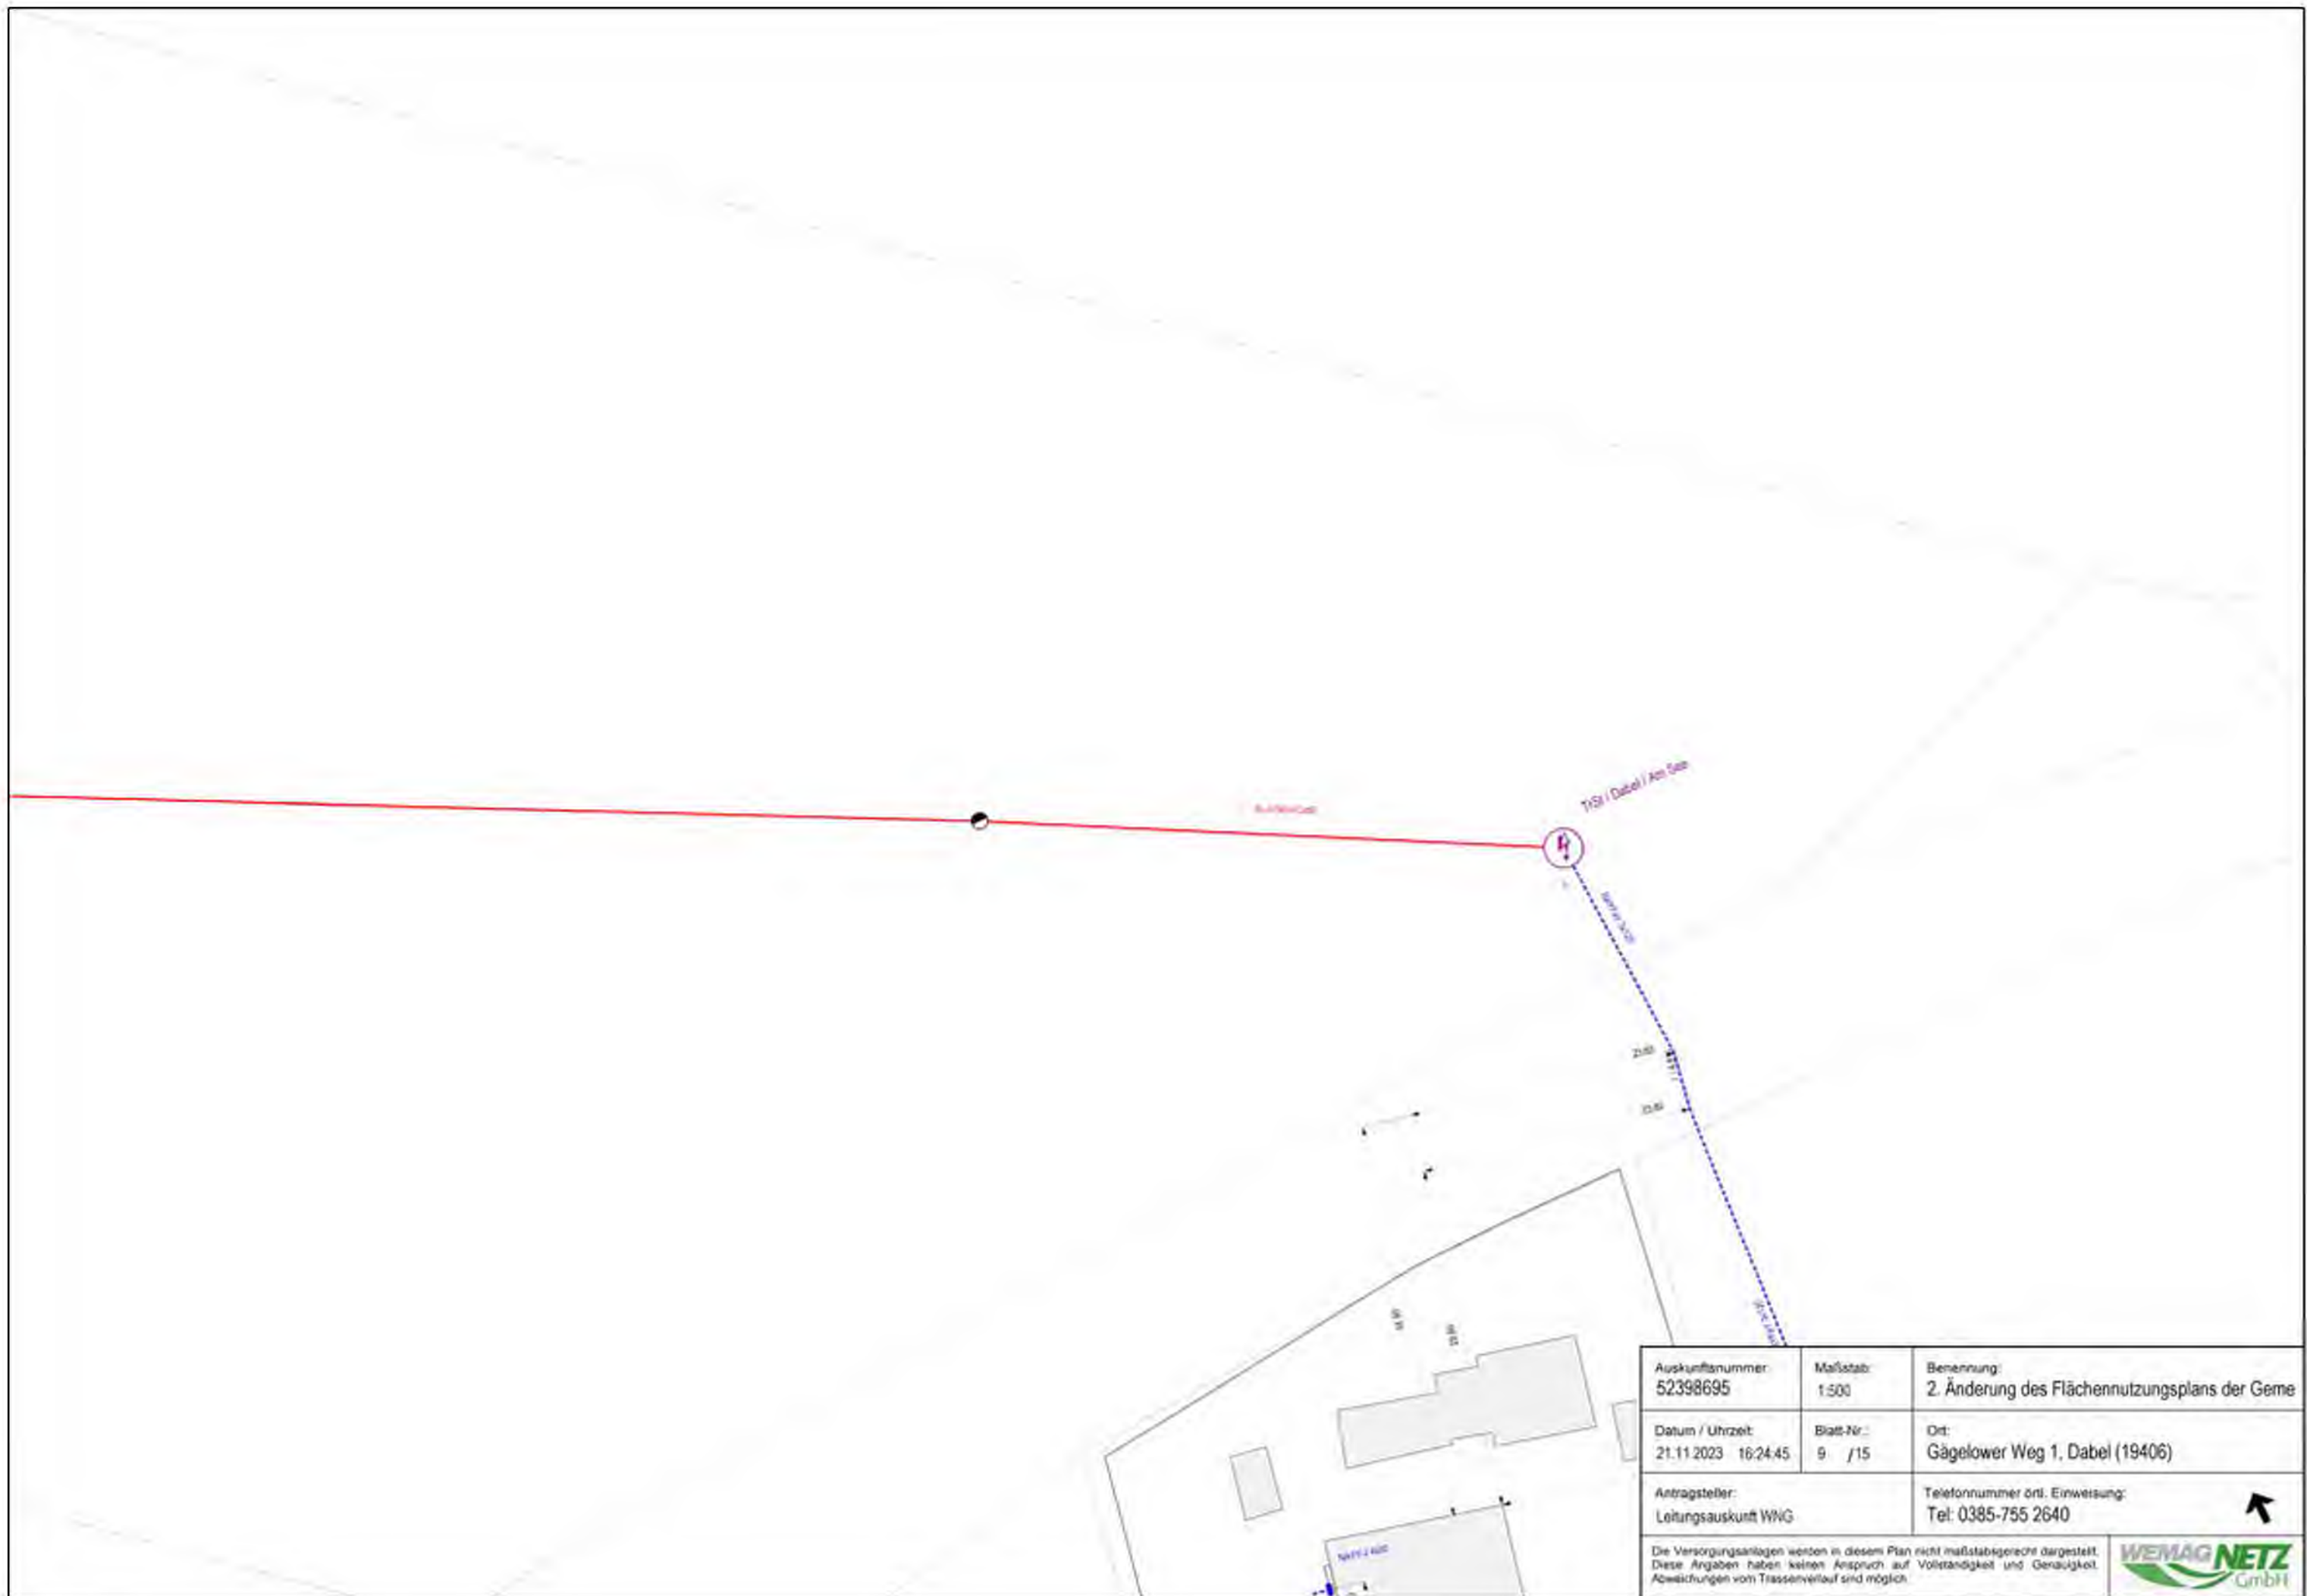 TrSt / Dabel / Am See
Auskunftsnummer:
52398695
Maßstab:
1:500
Benennung:
2. Änderung des Flächennutzungsplans der Geme
Datum / Uhrzeit:
21.11.2023 16:24:45
Blatt-Nr.:
9 /15
Ort:
Gägelower Weg 1, Dabel (19406)
Antragsteller:
Leitungsauskunft WNG
Telefonnummer örtl. Einweisung:
Tel: 0385-755 2640
Die Versorgungsanlagen werden in diesem Plan nicht maßstabsgerecht dargestellt.
Diese Angaben haben keinen Anspruch auf Vollständigkeit und Genauigkeit.
Abweichungen vom Trassenverlauf sind möglich.
WEMAG NETZ
GmbH